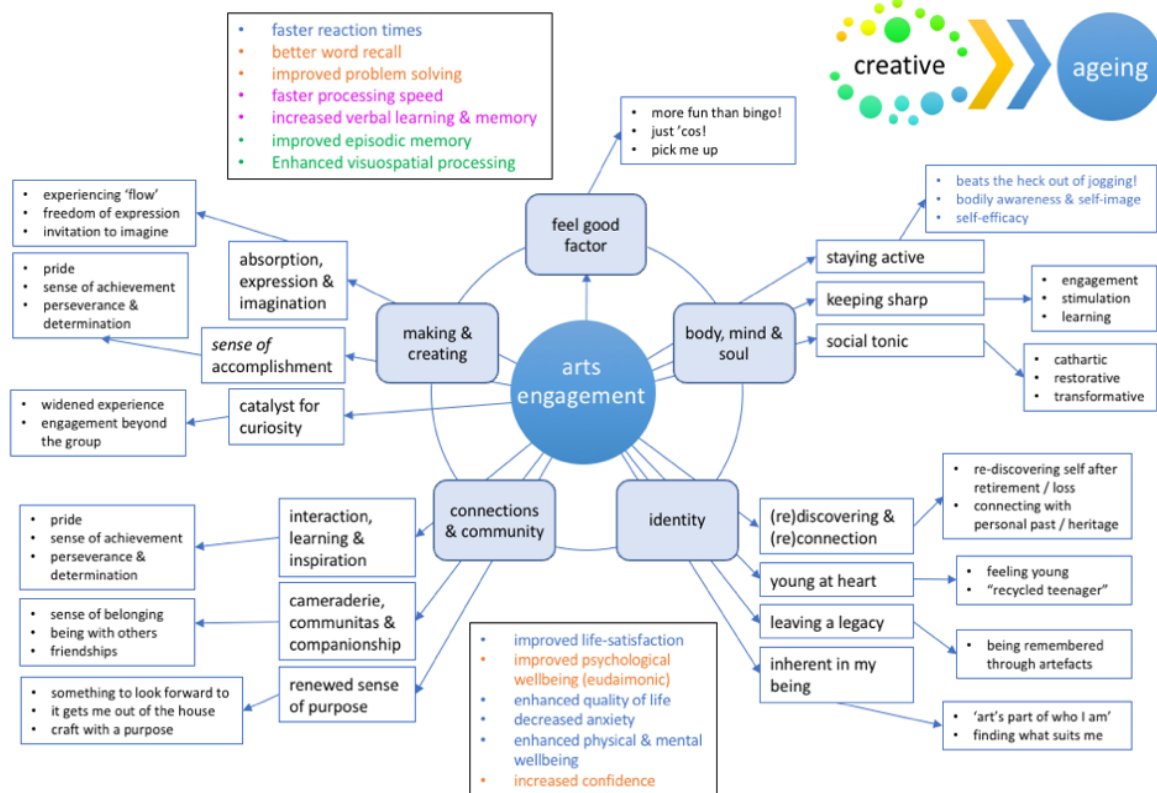 • faster reaction times
• better word recall
• improved problem solving
• faster processing speed
• increased verbal learning & memory
• improved episodic memory
• Enhanced visuospatial processing
creative
ageing
• more fun than bingo!
• just 'cos!
• pick me up
feel good
factor
• experiencing ‘flow’
• freedom of expression
• invitation to imagine
absorption,
expression &
imagination
• pride
• sense of achievement
• perseverance &
determination
sense of
accomplishment
• widened experience
• engagement beyond
the group
catalyst for
curiosity
making &
creating
arts
engagement
body, mind &
soul
staying active
• beats the heck out of jogging!
• bodily awareness & self-image
• self-efficacy
keeping sharp
• engagement
• stimulation
• learning
social tonic
• cathartic
• restorative
• transformative
connections
& community
interaction,
learning &
inspiration
• pride
• sense of achievement
• perseverance &
determination
cameraderie,
communitas &
companionship
• sense of belonging
• being with others
• friendships
renewed sense
of purpose
• something to look forward to
• it gets me out of the house
• craft with a purpose
identity
(re)discovering &
(re)connection
• re-discovering self after
retirement / loss
• connecting with
personal past / heritage
young at heart
• feeling young
• “recycled teenager”
leaving a legacy
• being remembered
through artefacts
inherent in my
being
• ‘art’s part of who I am’
• finding what suits me
• improved life-satisfaction
• improved psychological
wellbeing (eudaimonic)
• enhanced quality of life
• decreased anxiety
• enhanced physical & mental
wellbeing
• increased confidence